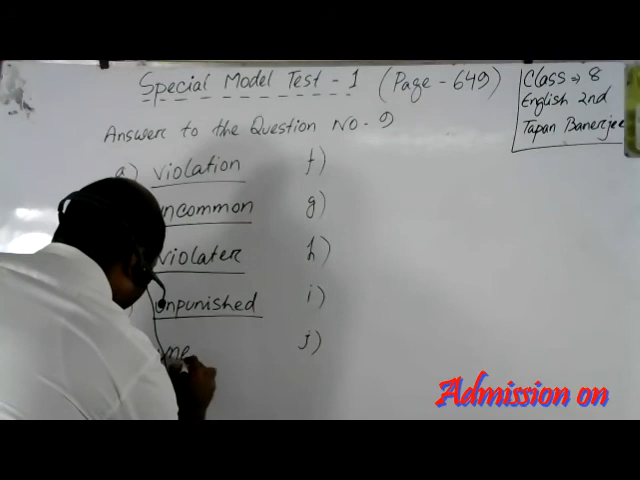 Special Model Test - 1 (Page - 649)
Class ⇒ 8
English 2nd
Tapan Banerjee
Answer to the Question NO - 9
a) violation
uncommon
violater
unpunished
me
f)
g)
h)
i)
j)
Admission on